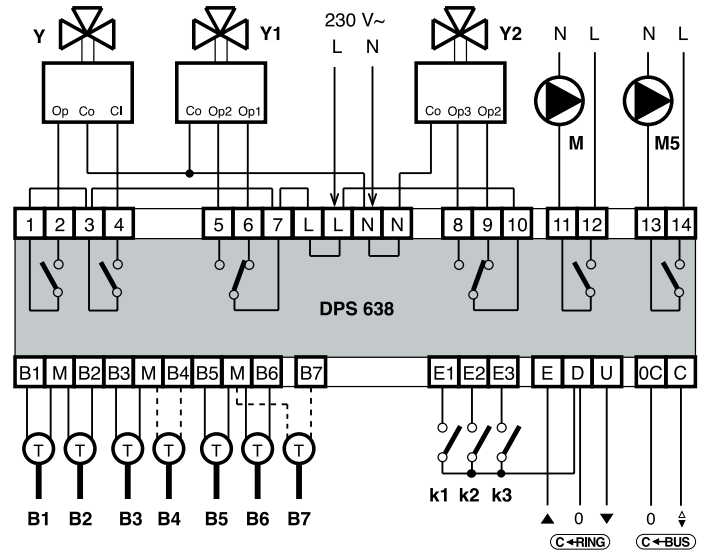 Y Y1 230 V~ Y2 N L N L
L N
Op Co Cl Co Op2 Op1 Co Op3 Op2
M M5
1 2 3 4 5 6 7 L L N N 8 9 10 11 12 13 14
DPS 638
B1 M B2 B3 M B4 B5 M B6 B7 E1 E2 E3 E D U 0C C
T T T T T T T
k1 k2 k3
B1 B2 B3 B4 B5 B6 B7 ▲ 0 ▼ 0
C RING C BUS